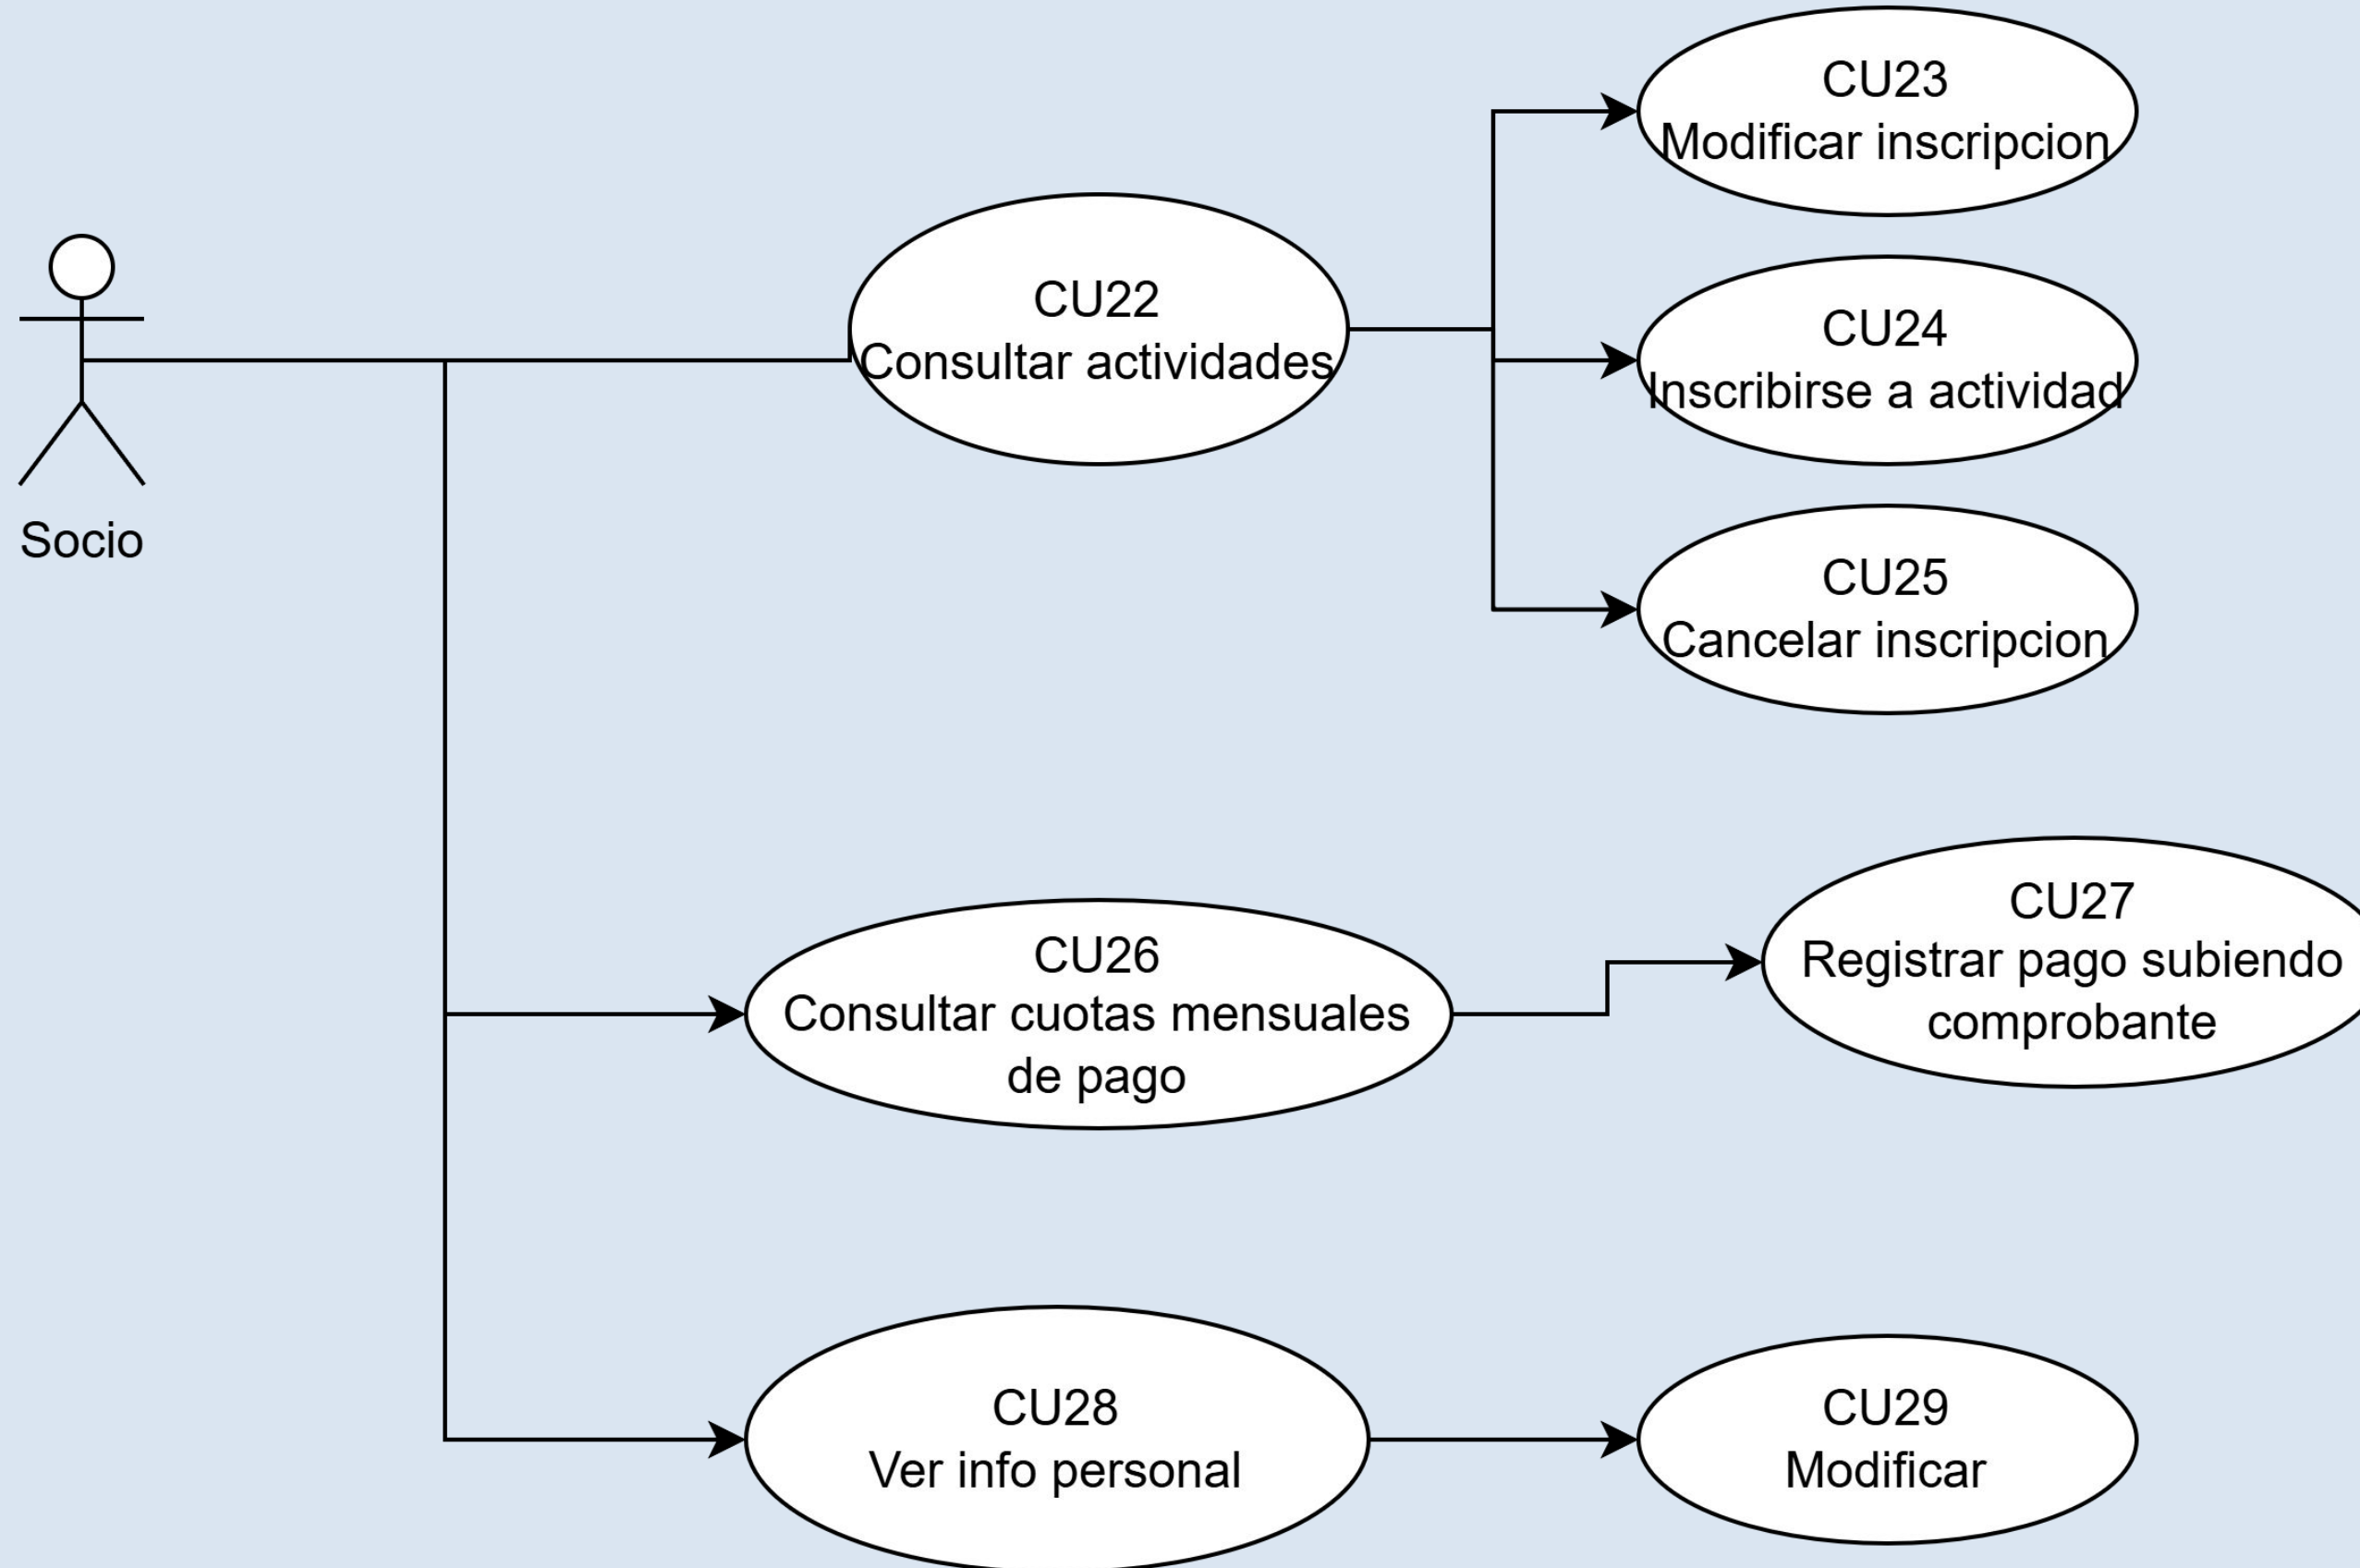 CU23
Modificar inscripcion
CU22
Consultar actividades
CU24
Inscribirse a actividad
Socio
CU25
Cancelar inscripcion
CU26
Consultar cuotas mensuales
de pago
CU27
Registrar pago subiendo
comprobante
CU28
Ver info personal
CU29
Modificar